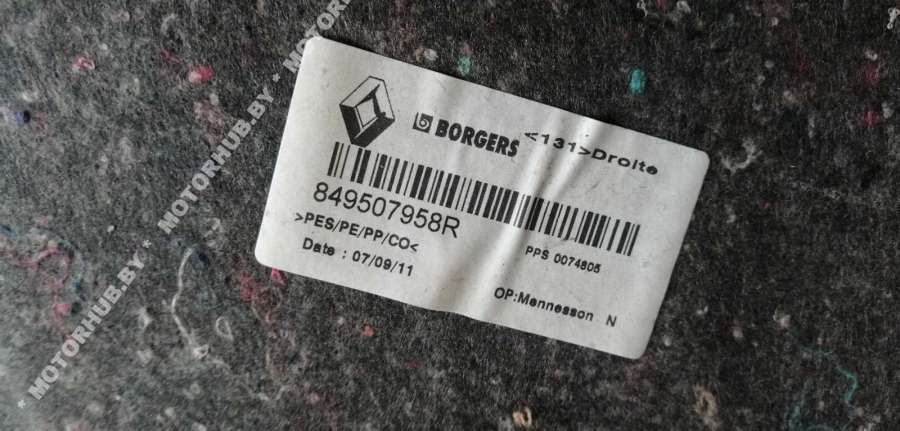 BORGERS
<131>Droite
849507958R
>PES/PE/PP/CO<
PPS 0074805
Date : 07/09/11
OP:Mennesson N
* MOTORHUB.BY * MOTORHUB.BY * MOTORHUB.BY *